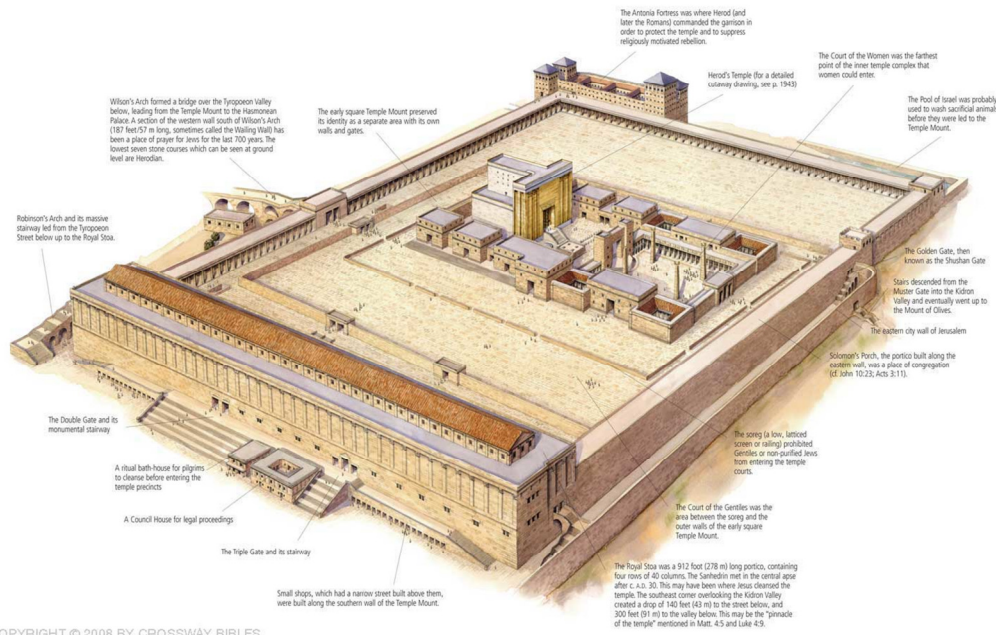 The Antonia Fortress was where Herod (and
later the Romans) commanded the garrison in
order to protect the temple and to suppress
religiously motivated rebellion.
The Court of the Women was the farthest
point of the inner temple complex that
women could enter.
Herod's Temple (for a detailed
cutaway drawing, see p. 1943)
The Pool of Israel was probably
used to wash sacrificial animals
before they were led to the
Temple Mount.
Wilson's Arch formed a bridge over the Tyropoeon Valley
below, leading from the Temple Mount to the Hasmonean
Palace. A section of the western wall south of Wilson's Arch
(187 feet/57 m long, sometimes called the Wailing Wall) has
been a place of prayer for Jews for the last 700 years. The
lowest seven stone courses which can be seen at ground
level are Herodian.
The early square Temple Mount preserved
its identity as a separate area with its own
walls and gates.
Robinson's Arch and its massive
stairway led from the Tyropoeon
Street below up to the Royal Stoa.
The Golden Gate, then
known as the Shushan Gate
Stairs descended from the
Muster Gate into the Kidron
Valley and eventually went up to
the Mount of Olives.
The eastern city wall of Jerusalem
Solomon's Porch, the portico built along the
eastern wall, was a place of congregation
(cf. John 10:23; Acts 3:11).
The Double Gate and its
monumental stairway
The soreg (a low, latticed
screen or railing) prohibited
Gentiles or non-purified Jews
from entering the temple
courts.
A ritual bath-house for pilgrims
to cleanse before entering the
temple precincts
A Council House for legal proceedings
The Court of the Gentiles was the
area between the soreg and the
outer walls of the early square
Temple Mount.
The Triple Gate and its stairway
The Royal Stoa was a 912 foot (278 m) long portico, containing
four rows of 40 columns. The Sanhedrin met in the central apse
after c. A.D. 30. This may have been where Jesus cleansed the
temple. The southeast corner overlooking the Kidron Valley
created a drop of 140 feet (43 m) to the street below, and
300 feet (91 m) to the valley below. This may be the "pinnacle
of the temple" mentioned in Matt. 4:5 and Luke 4:9.
Small shops, which had a narrow street built above them,
were built along the southern wall of the Temple Mount.
OPYRIGHT © 2008 BY CROSSWAY BIBLES